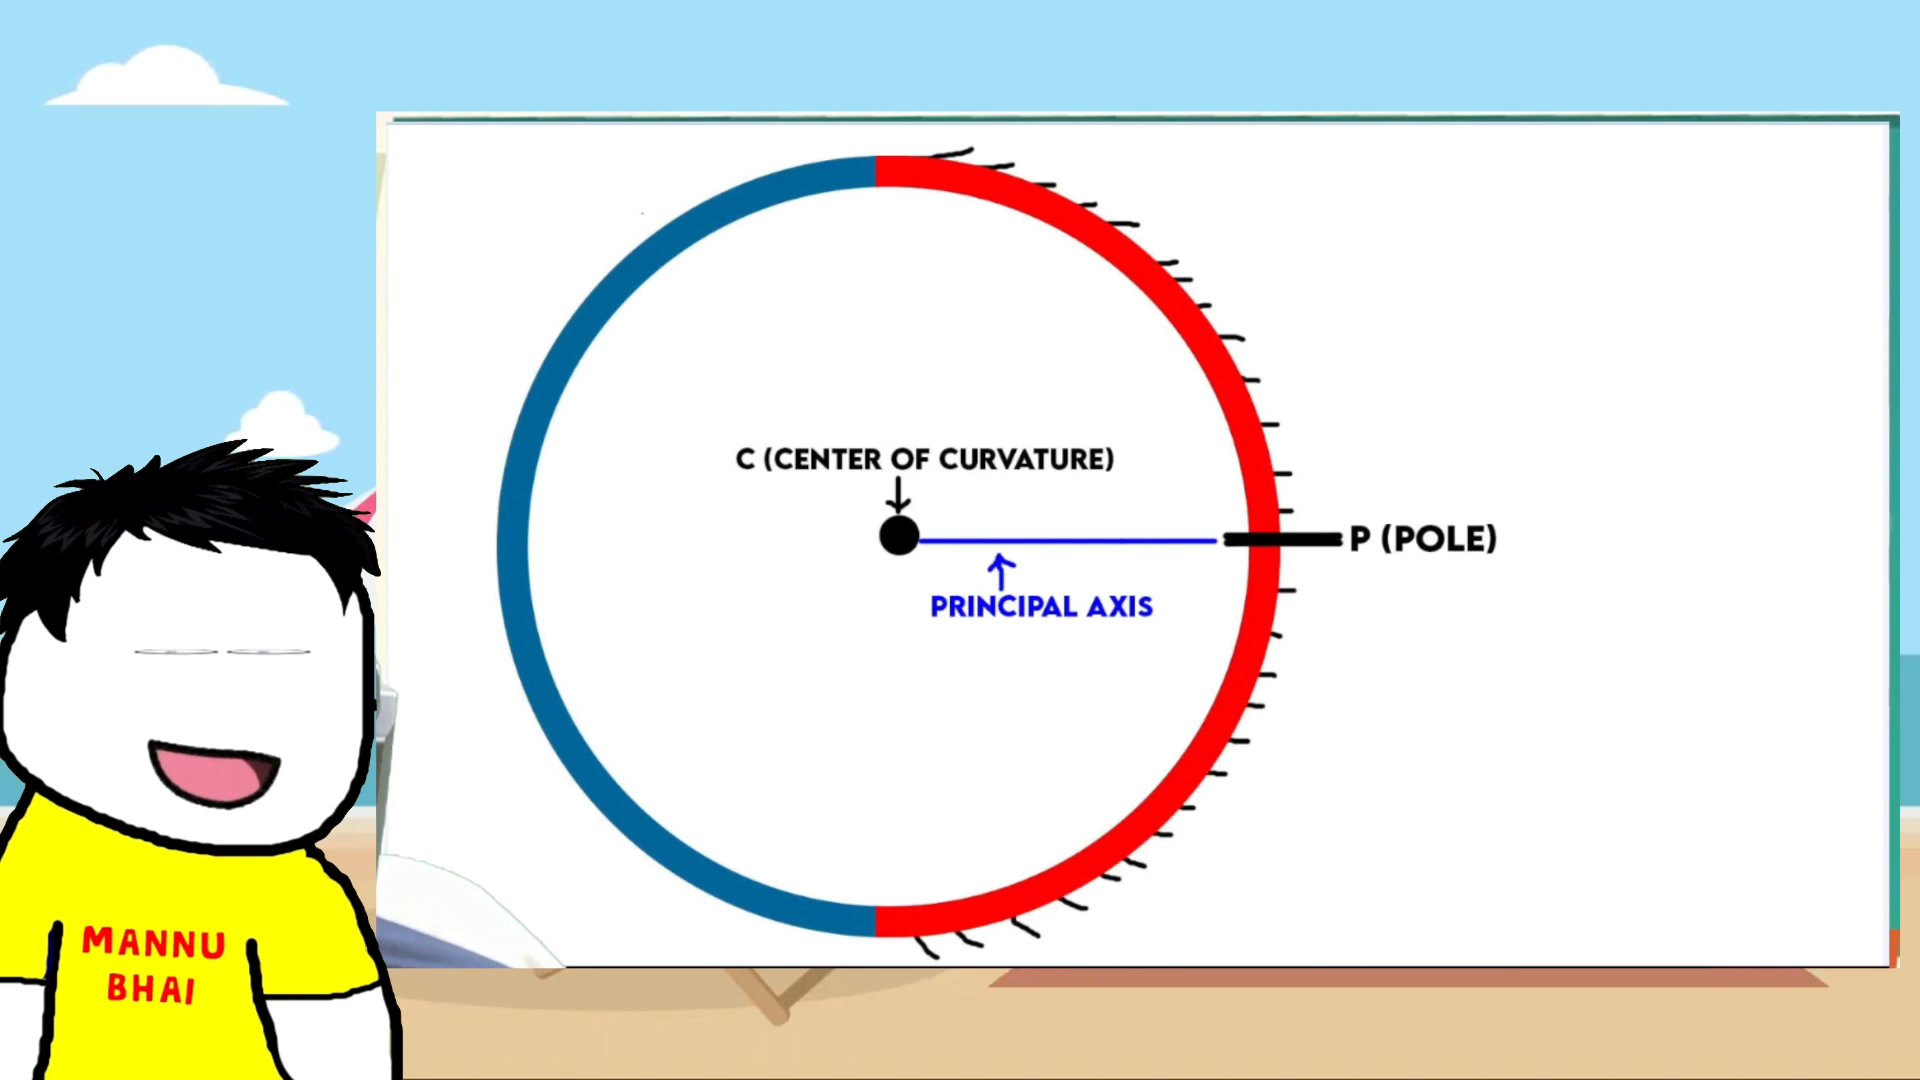 C (CENTER OF CURVATURE)
P (POLE)
PRINCIPAL AXIS
MANNU
BHAI